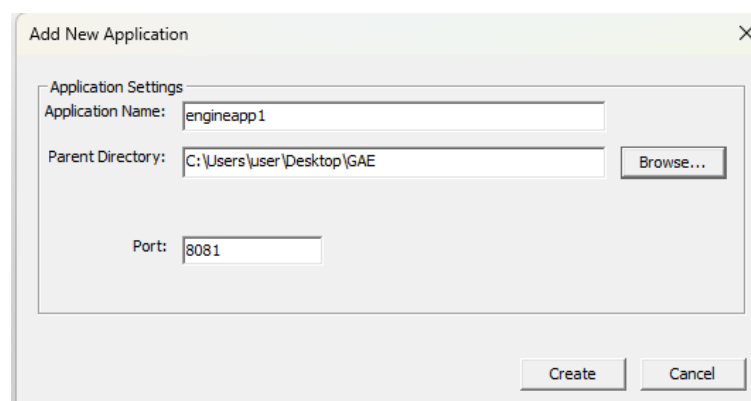 Add New Application
Application Settings
Application Name: engineapp1
Parent Directory: C:\Users\user\Desktop\GAE Browse...
Port: 8081
Create Cancel